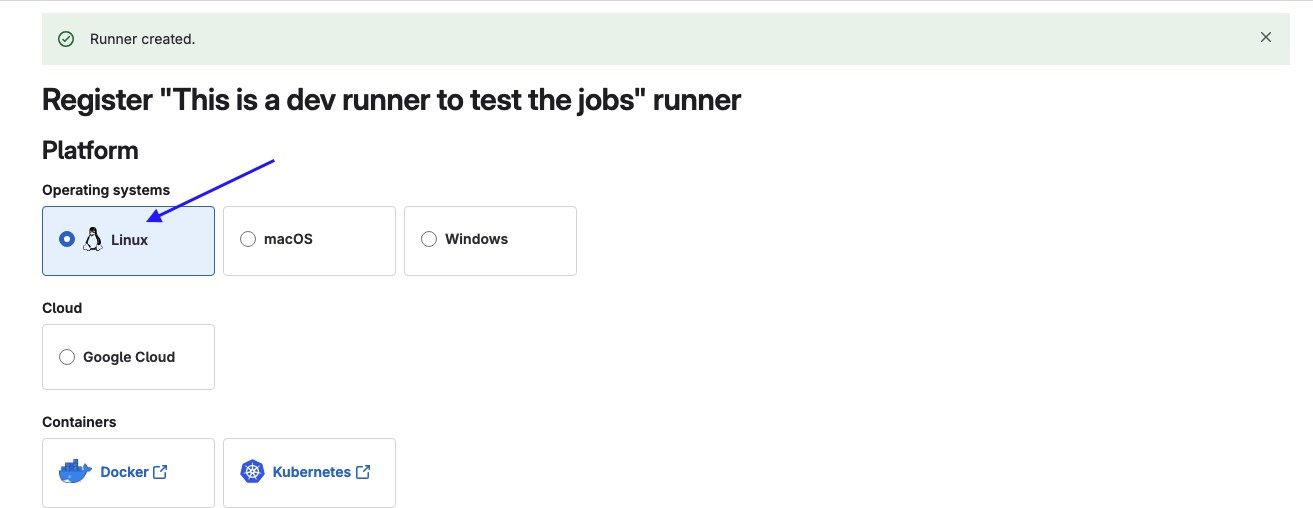 Runner created.
Register "This is a dev runner to test the jobs" runner
Platform
Operating systems
Linux
macOS
Windows
Cloud
Google Cloud
Containers
Docker
Kubernetes